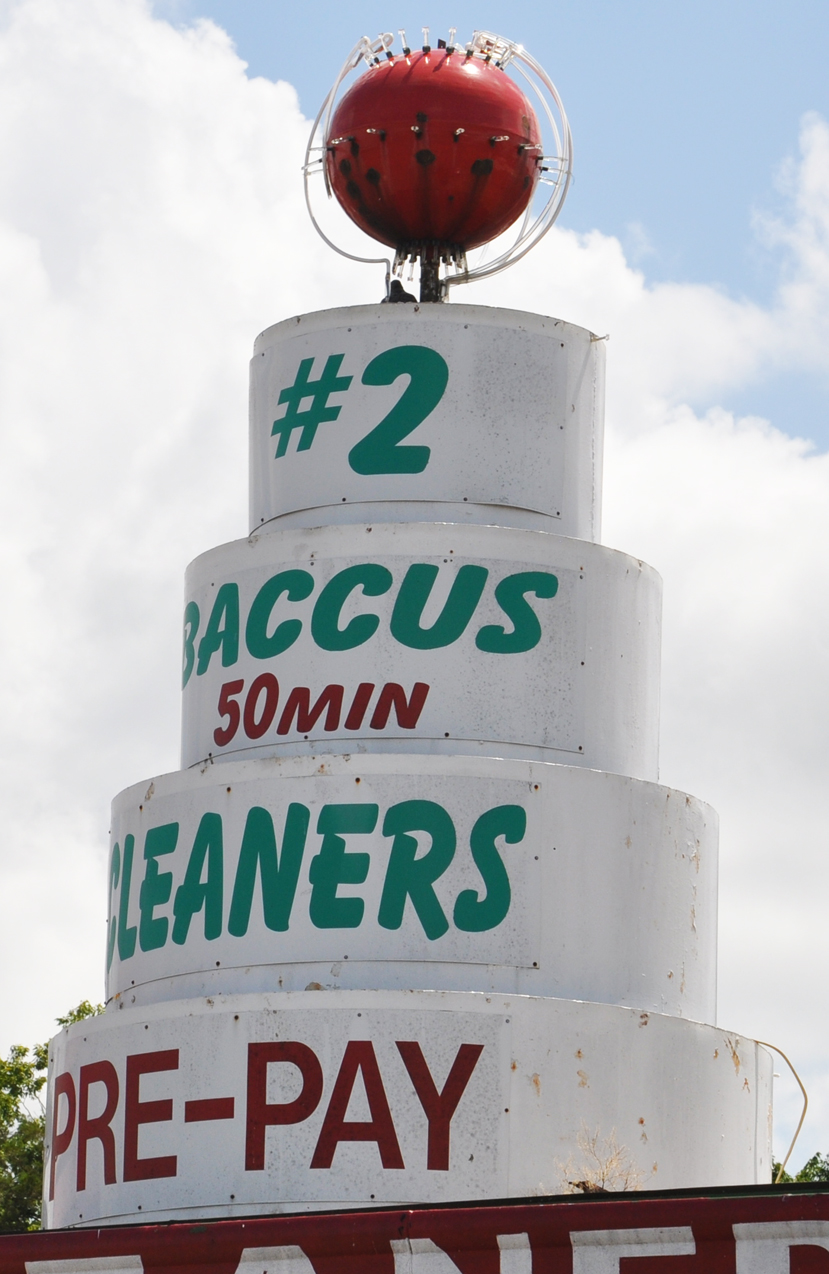 #2
BACCUS
50MIN
CLEANERS
PRE-PAY